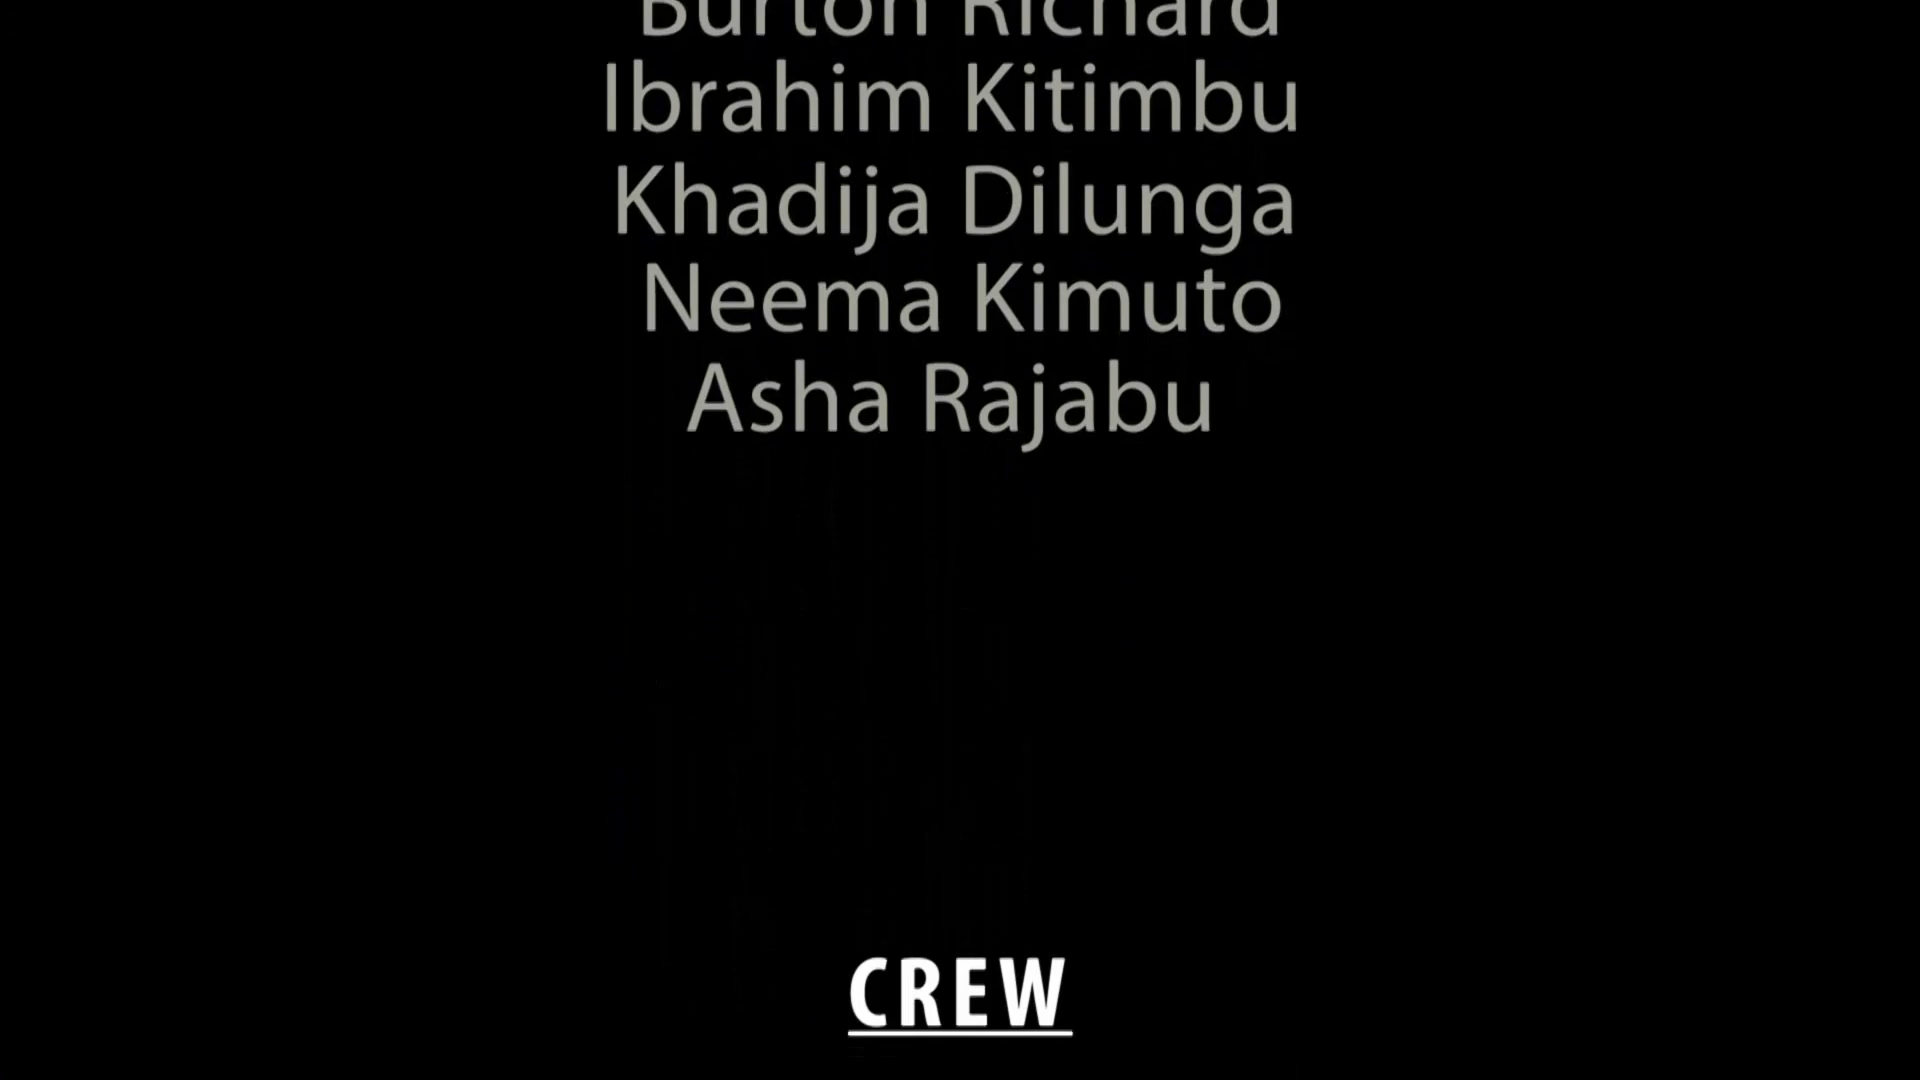 Burton Richard
Ibrahim Kitimbu
Khadija Dilunga
Neema Kimuto
Asha Rajabu
CREW